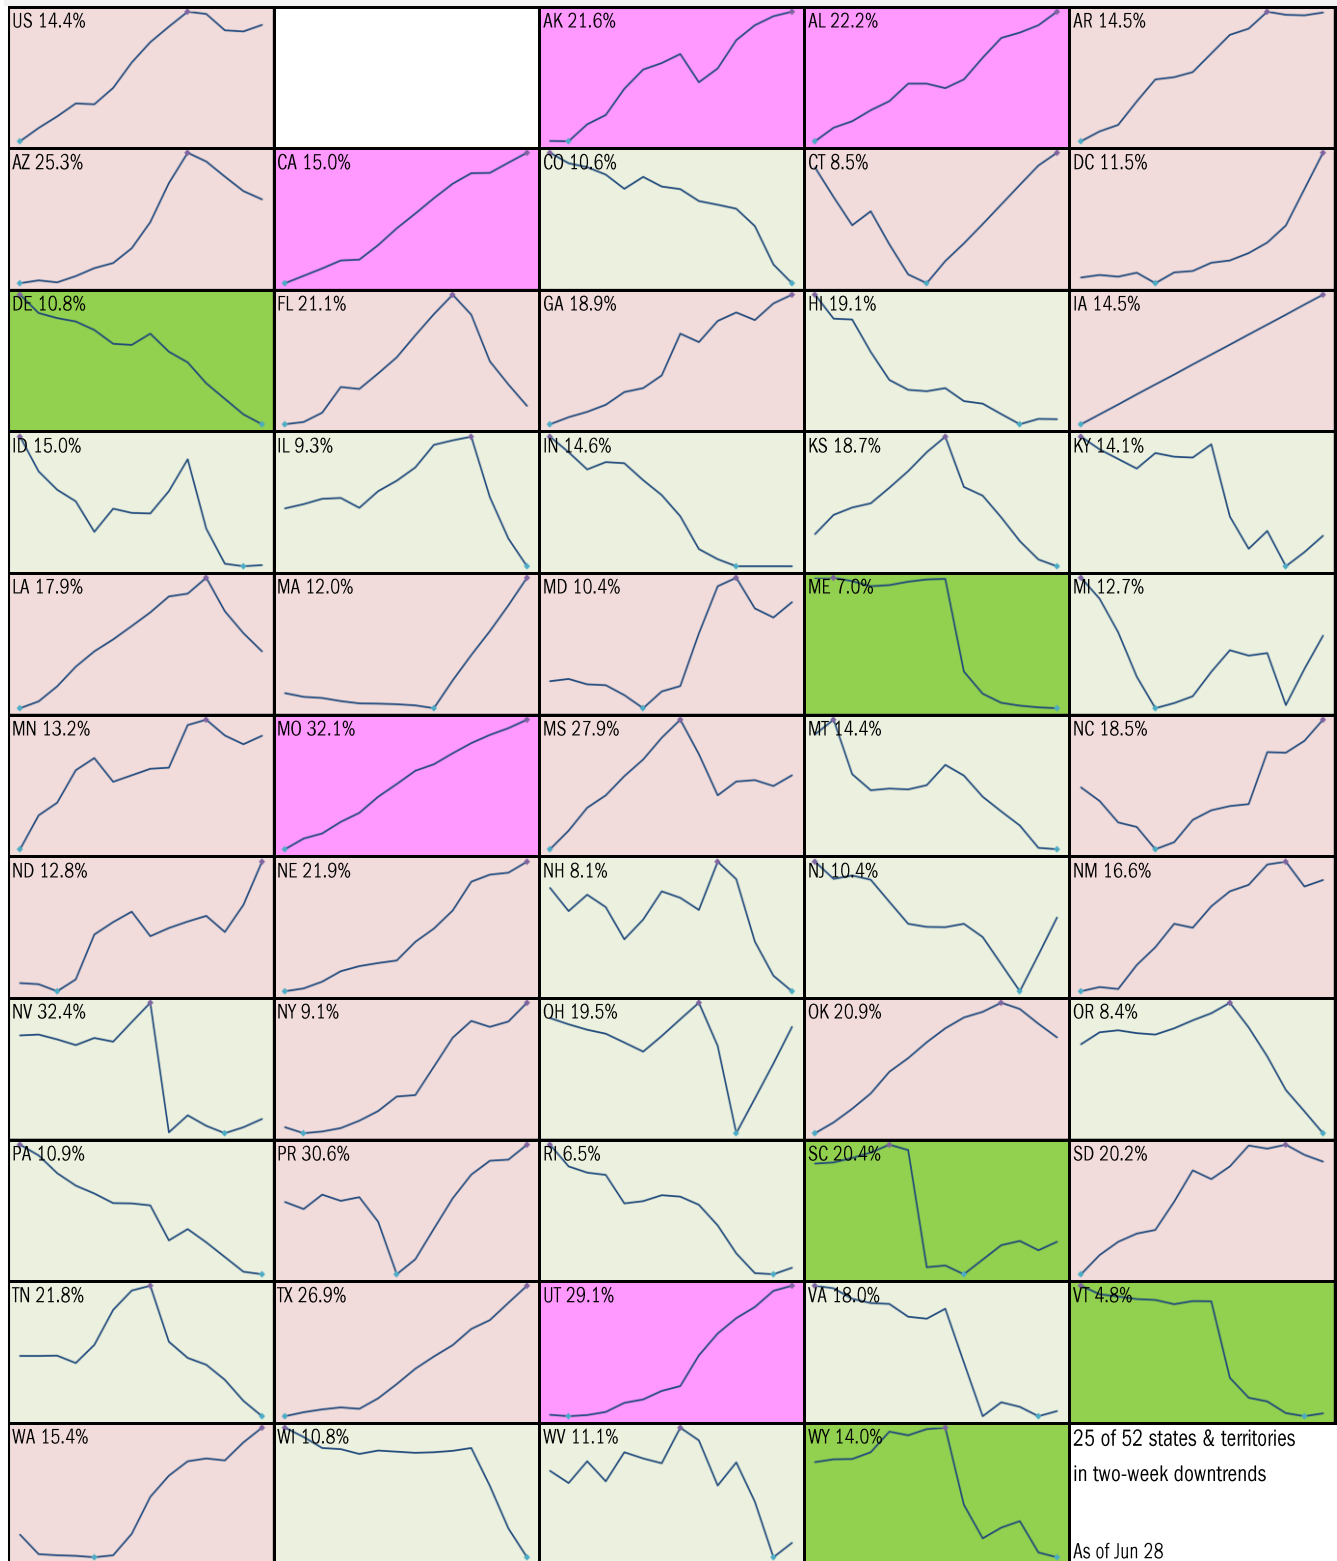 US 14.4%
AK 21.6%
AL 22.2%
AR 14.5%
AZ 25.3%
CA 15.0%
CO 10.6%
CT 8.5%
DC 11.5%
DE 10.8%
FL 21.1%
GA 18.9%
HI 19.1%
IA 14.5%
ID 15.0%
IL 9.3%
IN 14.6%
KS 18.7%
KY 14.1%
LA 17.9%
MA 12.0%
MD 10.4%
ME 7.0%
MI 12.7%
MN 13.2%
MO 32.1%
MS 27.9%
MT 14.4%
NC 18.5%
ND 12.8%
NE 21.9%
NH 8.1%
NJ 10.4%
NM 16.6%
NV 32.4%
NY 9.1%
OH 19.5%
OK 20.9%
OR 8.4%
PA 10.9%
PR 30.6%
RI 6.5%
SC 20.4%
SD 20.2%
TN 21.8%
TX 26.9%
UT 29.1%
VA 18.0%
VT 4.8%
WA 15.4%
WI 10.8%
WV 11.1%
WY 14.0%
25 of 52 states & territories
in two-week downtrends
As of Jun 28